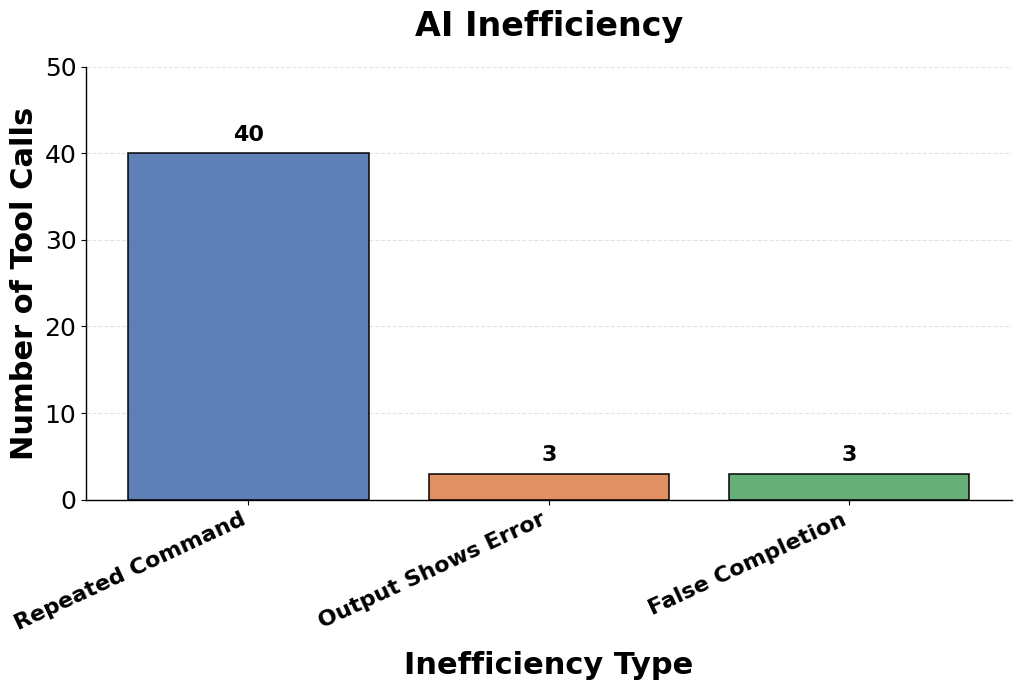 AI Inefficiency
Number of Tool Calls
50
40
30
20
10
0
40
3
3
Repeated Command
Output Shows Error
False Completion
Inefficiency Type